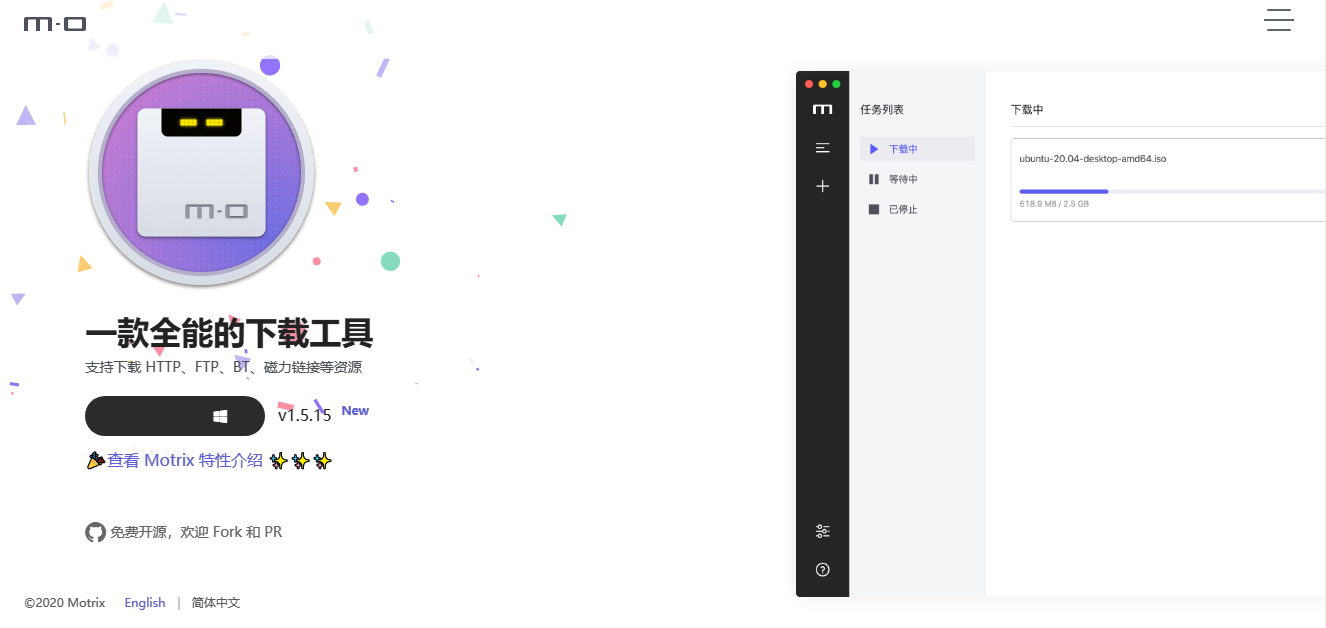 m-o
m-o
一款全能的下载工具
支持下载 HTTP、FTP、BT、磁力链接等资源
v1.5.15 New
查看 Motrix 特性介绍
免费开源，欢迎 Fork 和 PR
©2020 Motrix English | 简体中文
m
任务列表
下载中
等待中
已停止
下载中
ubuntu-20.04-desktop-amd64.iso
518.9 MB / 2.5 GB